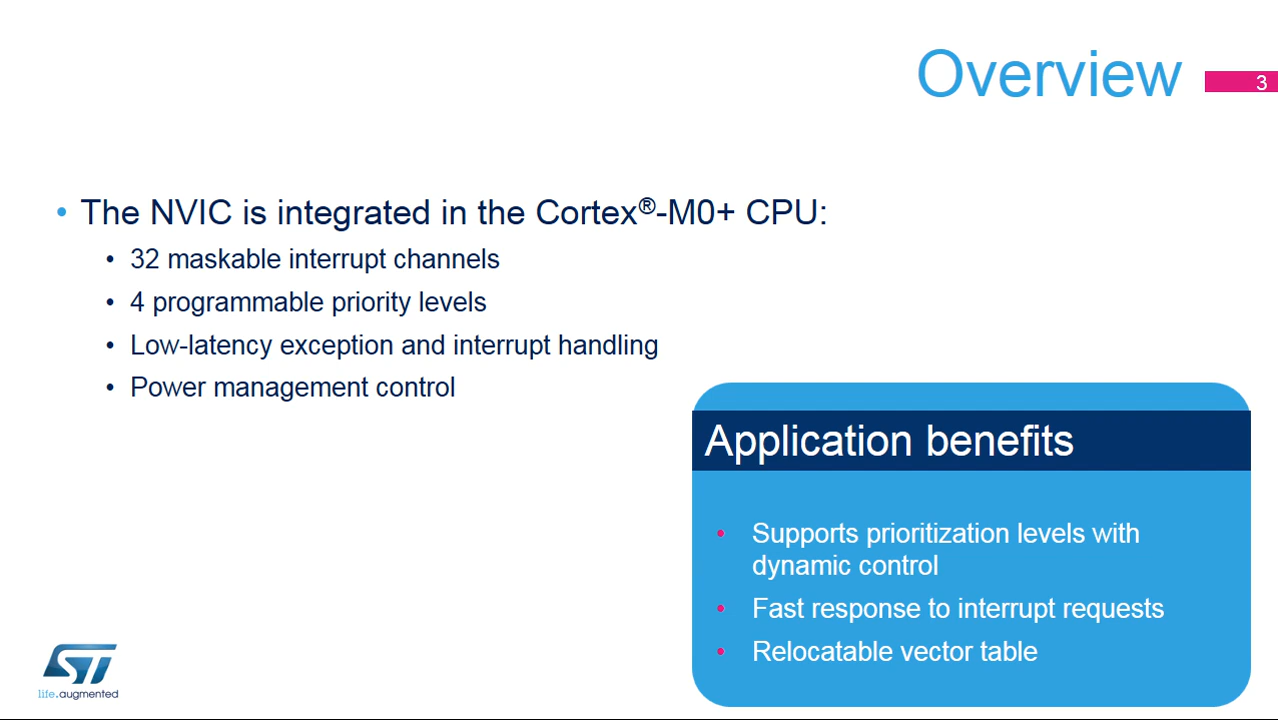 Overview
3
• The NVIC is integrated in the Cortex®-M0+ CPU:
• 32 maskable interrupt channels
• 4 programmable priority levels
• Low-latency exception and interrupt handling
• Power management control
Application benefits
• Supports prioritization levels with
dynamic control
• Fast response to interrupt requests
• Relocatable vector table
ST
life.augmented